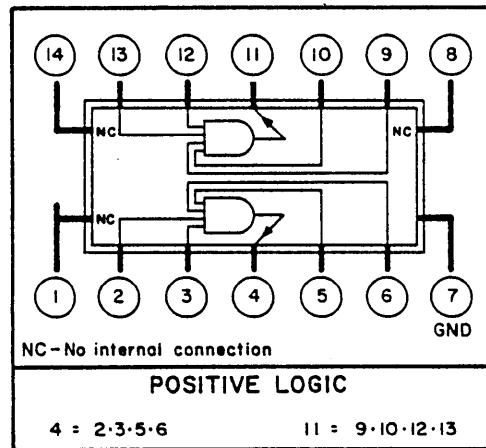 14 13 12 11 10 9 8
NC NC
NC
1 2 3 4 5 6 7
GND
NC-No internal connection
POSITIVE LOGIC
4 = 2·3·5·6 11 = 9·10·12·13